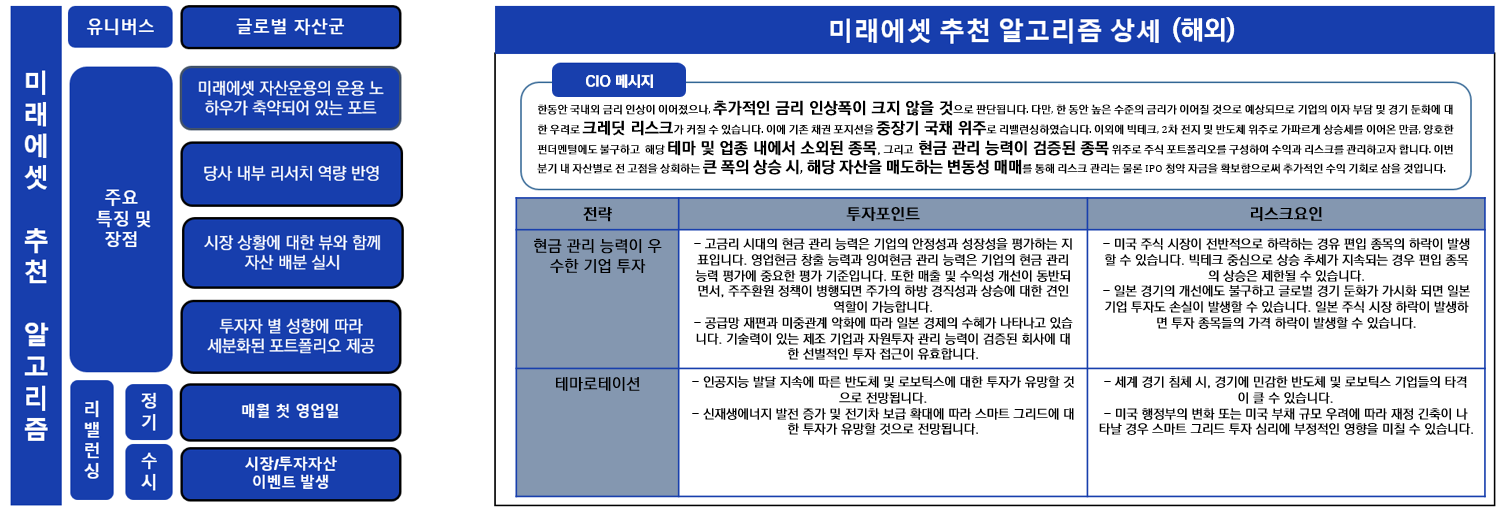 미래에셋 추천 알고리즘
유니버스
글로벌 자산군
주요
특징 및
장점
미래에셋 자산운용의 운용 노
하우가 축약되어 있는 포트
당사 내부 리서치 역량 반영
시장 상황에 대한 뷰와 함께
자산 배분 실시
투자자 별 성향에 따라
세분화된 포트폴리오 제공
리밸런싱
정기
매월 첫 영업일
수시
시장/투자자산
이벤트 발생
미래에셋 추천 알고리즘 상세 (해외)
CIO 메시지
한동안 국내외 금리 인상이 이어졌으나, 추가적인 금리 인상폭이 크지 않을 것으로 판단됩니다. 다만, 한 동안 높은 수준의 금리가 이어질 것으로 예상되므로 기업의 이자 부담 및 경기 둔화에 대
한 우려로 크레딧 리스크가 커질 수 있습니다. 이에 기존 채권 포지션을 중장기 국채 위주로 리밸런싱하였습니다. 이외에 빅테크, 2차 전지 및 반도체 위주로 가파르게 상승세를 이어온 만큼, 양호한
펀더멘털에도 불구하고 해당 테마 및 업종 내에서 소외된 종목, 그리고 현금 관리 능력이 검증된 종목 위주로 주식 포트폴리오를 구성하여 수익과 리스크를 관리하고자 합니다. 이번
분기 내 자산별로 전 고점을 상회하는 큰 폭의 상승 시, 해당 자산을 매도하는 변동성 매매를 통해 리스크 관리는 물론 IPO 청약 자금을 확보함으로써 추가적인 수익 기회로 삼을 것입니다.
전략
투자포인트
리스크요인
현금 관리 능력이 우
수한 기업 투자
- 고금리 시대의 현금 관리 능력은 기업의 안정성과 성장성을 평가하는 지
표입니다. 영업현금 창출 능력과 잉여현금 관리 능력은 기업의 현금 관리
능력 평가에 중요한 평가 기준입니다. 또한 매출 및 수익성 개선이 동반되
면서, 주주환원 정책이 병행되면 주가의 하방 경직성과 상승에 대한 견인
역할이 가능합니다.
- 공급망 재편과 미중관계 악화에 따라 일본 경제의 수혜가 나타나고 있습
니다. 기술력이 있는 제조 기업과 자원투자 관리 능력이 검증된 회사에 대
한 선별적인 투자 접근이 유효합니다.
- 미국 주식 시장이 전반적으로 하락하는 경유 편입 종목의 하락이 발생
할 수 있습니다. 빅테크 중심으로 상승 추세가 지속되는 경우 편입 종목
의 상승은 제한될 수 있습니다.
- 일본 경기의 개선에도 불구하고 글로벌 경기 둔화가 가시화 되면 일본
기업 투자도 손실이 발생할 수 있습니다. 일본 주식 시장 하락이 발생하
면 투자 종목들의 가격 하락이 발생할 수 있습니다.
테마로테이션
- 인공지능 발달 지속에 따른 반도체 및 로보틱스에 대한 투자가 유망할 것
으로 전망됩니다.
- 신재생에너지 발전 증가 및 전기차 보급 확대에 따라 스마트 그리드에 대
한 투자가 유망할 것으로 전망됩니다.
- 세계 경기 침체 시, 경기에 민감한 반도체 및 로보틱스 기업들의 타격
이 클 수 있습니다.
- 미국 행정부의 변화 또는 미국 부채 규모 우려에 따라 재정 긴축이 나
타날 경우 스마트 그리드 투자 심리에 부정적인 영향을 미칠 수 있습니다.